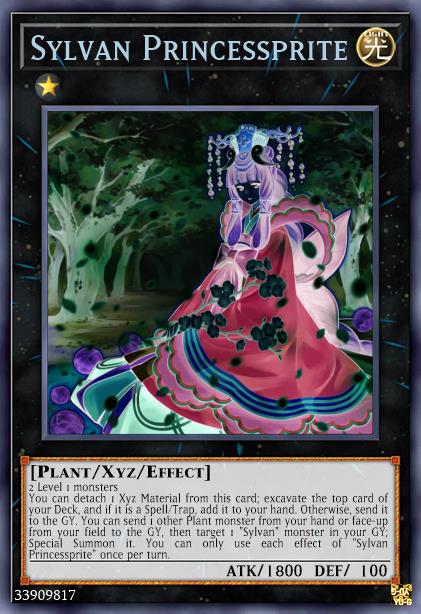 SYLVAN PRINCESSPRITE
LIGHT
光
[PLANT/XYZ/EFFECT]
2 Level 1 monsters
You can detach 1 Xyz Material from this card; excavate the top card of
your Deck, and if it is a Spell/Trap, add it to your hand. Otherwise, send it
to the GY. You can send 1 other Plant monster from your hand or face-up
from your field to the GY, then target 1 "Sylvan" monster in your GY;
Special Summon it. You can only use each effect of "Sylvan
Princessprite" once per turn.
ATK/1800 DEF/ 100
33909817